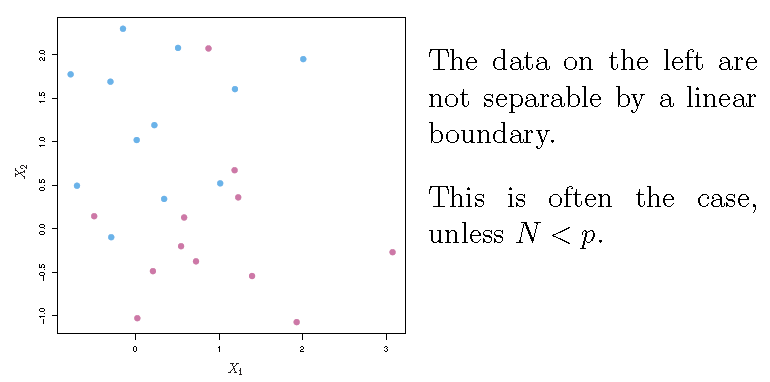 2.0
1.5
1.0
0.5
0.0
−0.5
−1.0
X₂
0
1
2
3
X₁
The data on the left are
not separable by a linear
boundary.
This is often the case,
unless N < p.